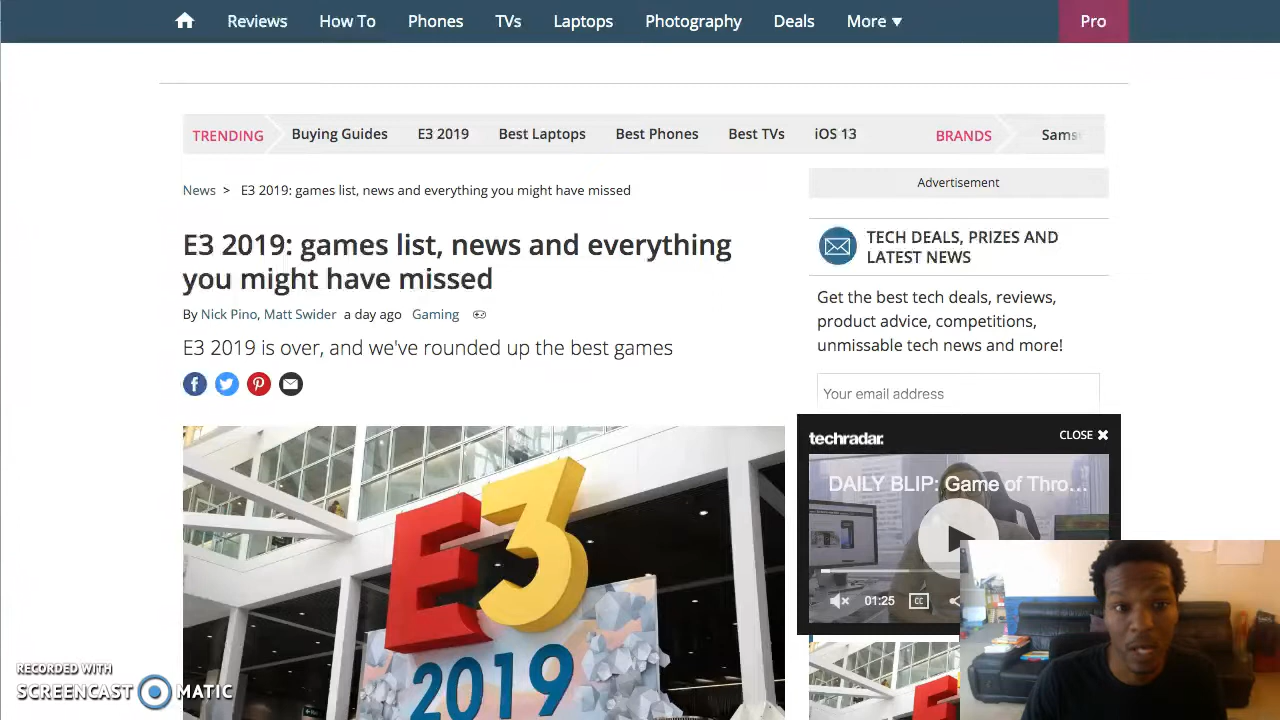 Reviews How To Phones TVs Laptops Photography Deals More Pro
TRENDING Buying Guides E3 2019 Best Laptops Best Phones Best TVs iOS 13 BRANDS Sams
News > E3 2019: games list, news and everything you might have missed
Advertisement
E3 2019: games list, news and everything
you might have missed
By Nick Pino, Matt Swider a day ago Gaming
E3 2019 is over, and we've rounded up the best games
TECH DEALS, PRIZES AND
LATEST NEWS
Get the best tech deals, reviews,
product advice, competitions,
unmissable tech news and more!
Your email address
techradar.
CLOSE
DAILY BLIP: Game of Thro...
01:25
CC
E3
2019
RECORDED WITH
SCREENCAST MATIC